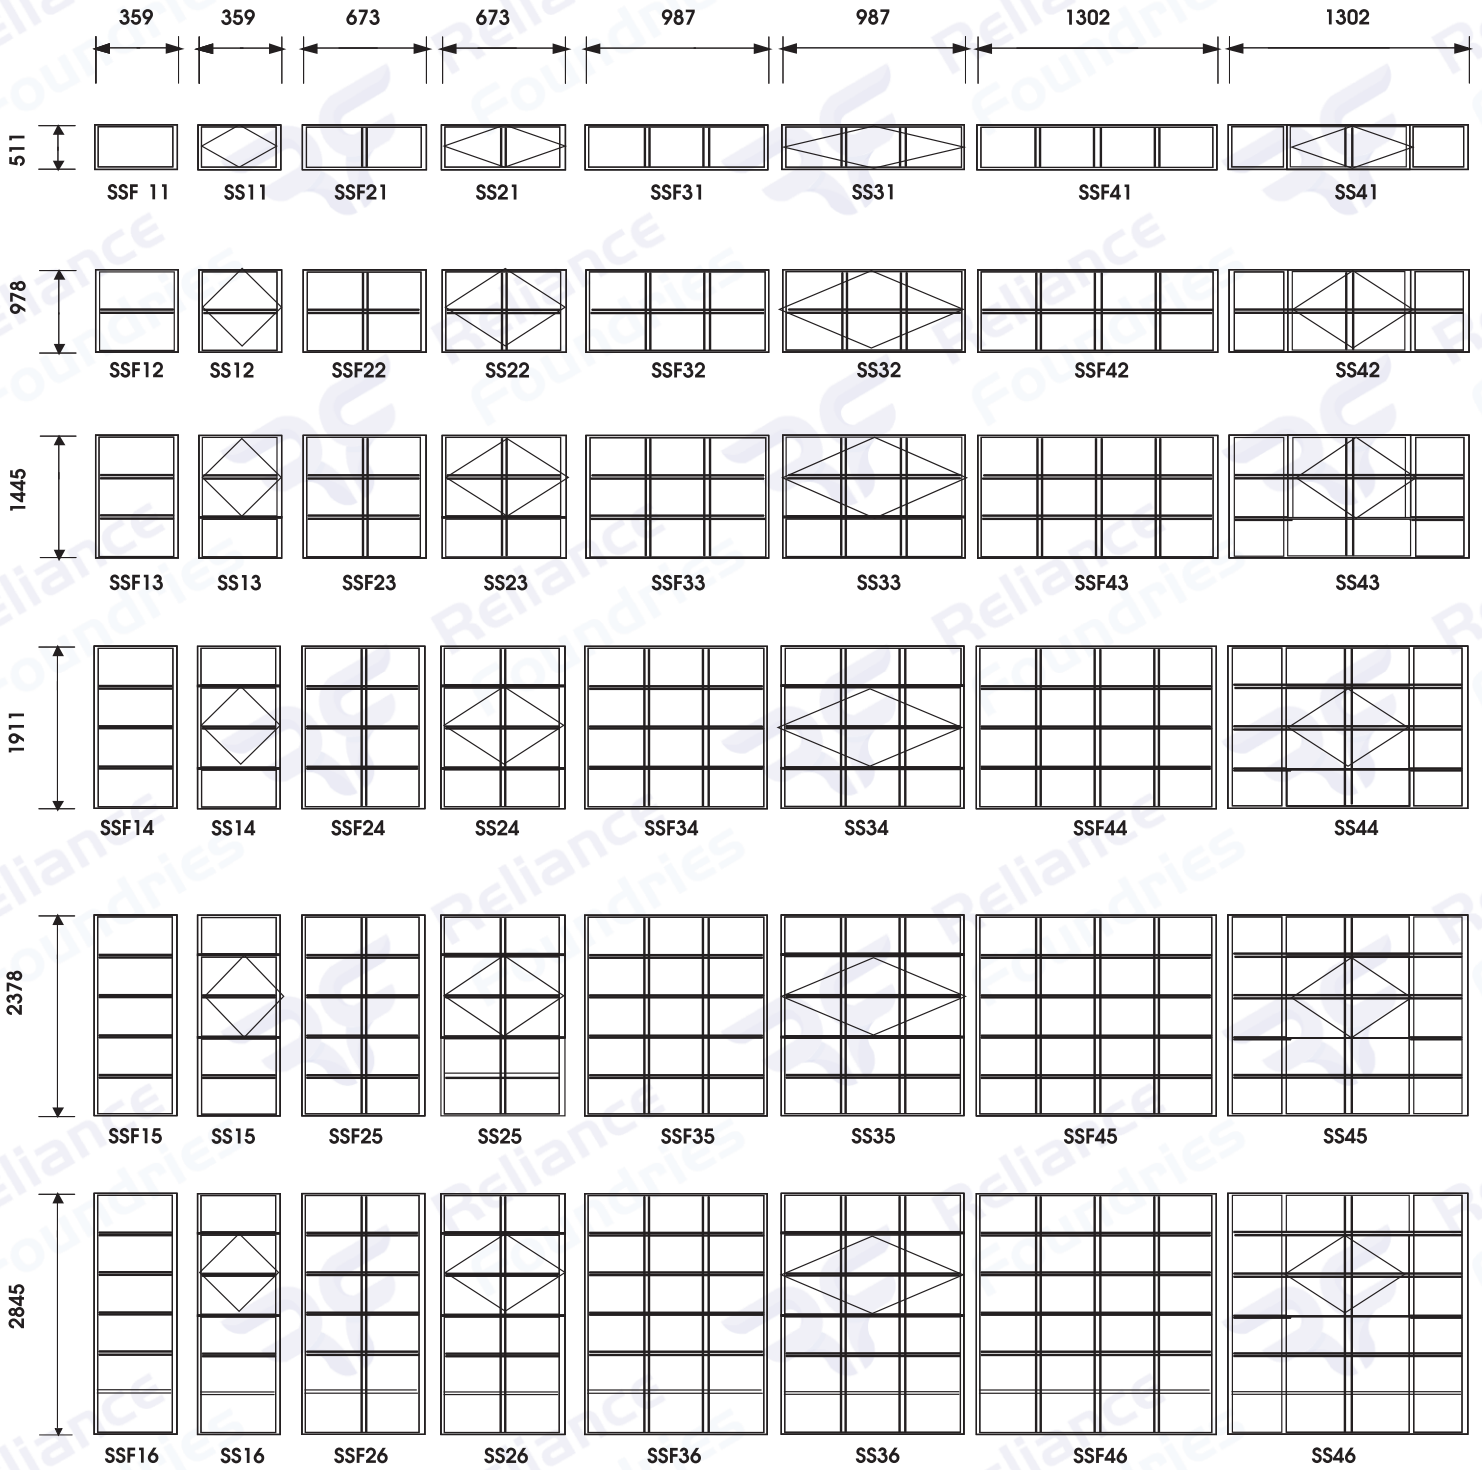 359 359 673 673 987 987 1302 1302
511
SSF 11 SS11 SSF21 SS21 SSF31 SS31 SSF41 SS41
978
SSF12 SS12 SSF22 SS22 SSF32 SS32 SSF42 SS42
1445
SSF13 SS13 SSF23 SS23 SSF33 SS33 SSF43 SS43
1911
SSF14 SS14 SSF24 SS24 SSF34 SS34 SSF44 SS44
2378
SSF15 SS15 SSF25 SS25 SSF35 SS35 SSF45 SS45
2845
SSF16 SS16 SSF26 SS26 SSF36 SS36 SSF46 SS46
Reliance
Foundries